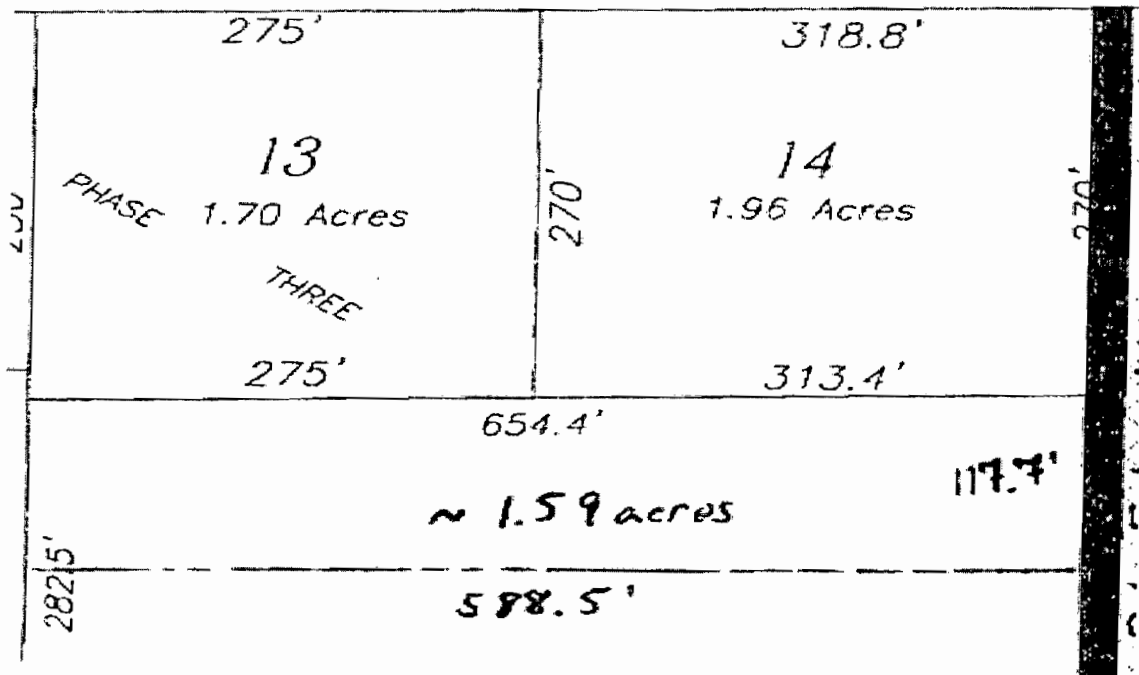 275'
318.8'
13
14
PHASE
1.70 Acres
1.96 Acres
270'
270'
THREE
275'
313.4'
654.4'
117.7'
~ 1.59 acres
282.5'
588.5'